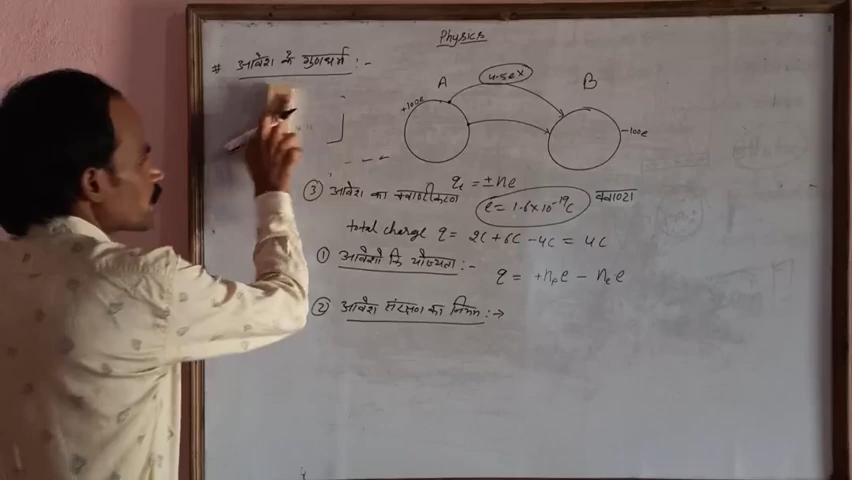 Physics
# आवेश के गुणधर्म :-
A B
+100e -100e
③ आवेश का क्वाण्टीकरण q = ±ne
e = 1.6×10⁻¹⁹C क्वाण्टा
total charge q = 2C + 6C - 4C = 4C
① आवेशों कि योज्यता :-
q = +nₚe - nₑe
② आवेश संरक्षण का नियम :→